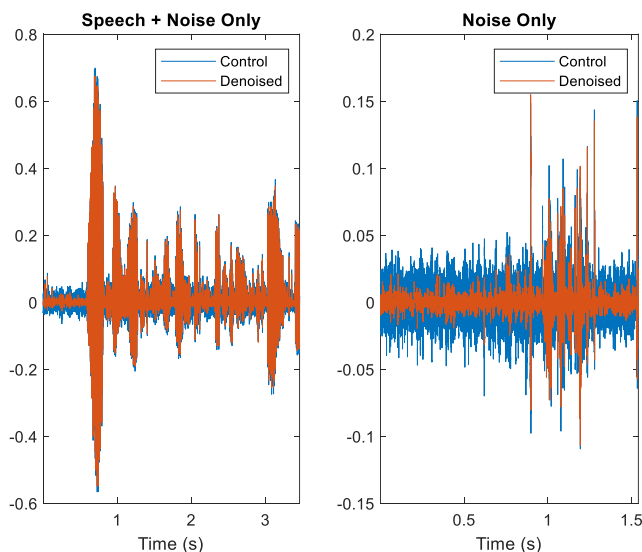 Speech + Noise Only
0.8
0.6
0.4
0.2
0
-0.2
-0.4
-0.6
1
2
3
Time (s)
Control
Denoised
Noise Only
0.2
0.15
0.1
0.05
0
-0.05
-0.1
-0.15
0.5
1
1.5
Time (s)
Control
Denoised